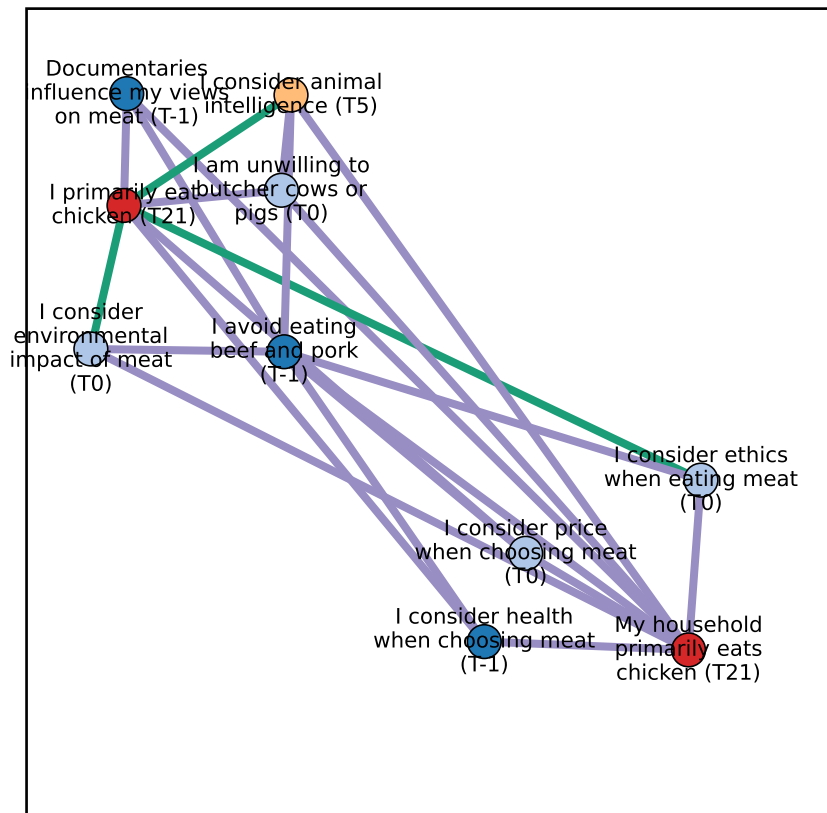 Documentaries
influence my views
on meat (T-1)
I consider animal
intelligence (T5)
I am unwilling to
butcher cows or
pigs (T0)
I primarily eat
chicken (T21)
I consider
environmental
impact of meat
(T0)
I avoid eating
beef and pork
(T-1)
I consider ethics
when eating meat
(T0)
I consider price
when choosing meat
(T0)
I consider health
when choosing meat
(T-1)
My household
primarily eats
chicken (T21)